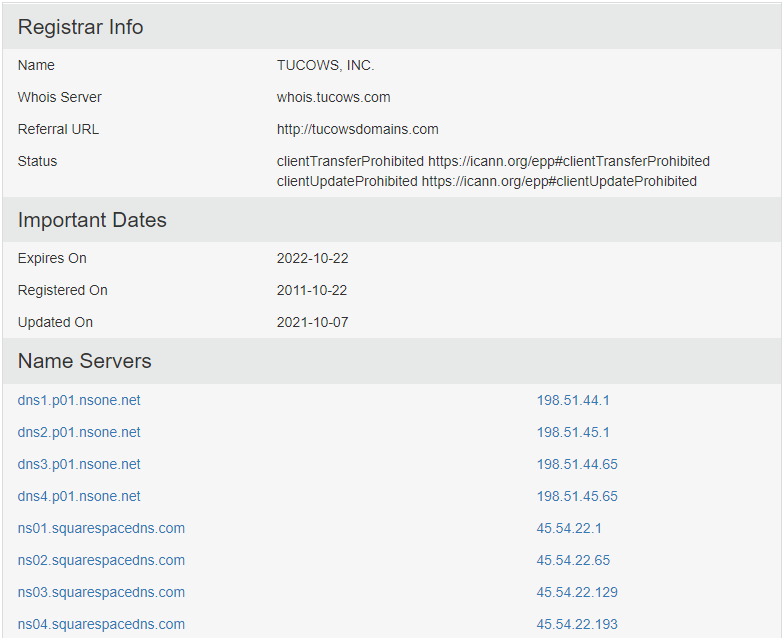 Registrar Info
Name TUCOWS, INC.
Whois Server whois.tucows.com
Referral URL http://tucowsdomains.com
Status clientTransferProhibited https://icann.org/epp#clientTransferProhibited
clientUpdateProhibited https://icann.org/epp#clientUpdateProhibited
Important Dates
Expires On 2022-10-22
Registered On 2011-10-22
Updated On 2021-10-07
Name Servers
dns1.p01.nsone.net 198.51.44.1
dns2.p01.nsone.net 198.51.45.1
dns3.p01.nsone.net 198.51.44.65
dns4.p01.nsone.net 198.51.45.65
ns01.squarespacedns.com 45.54.22.1
ns02.squarespacedns.com 45.54.22.65
ns03.squarespacedns.com 45.54.22.129
ns04.squarespacedns.com 45.54.22.193